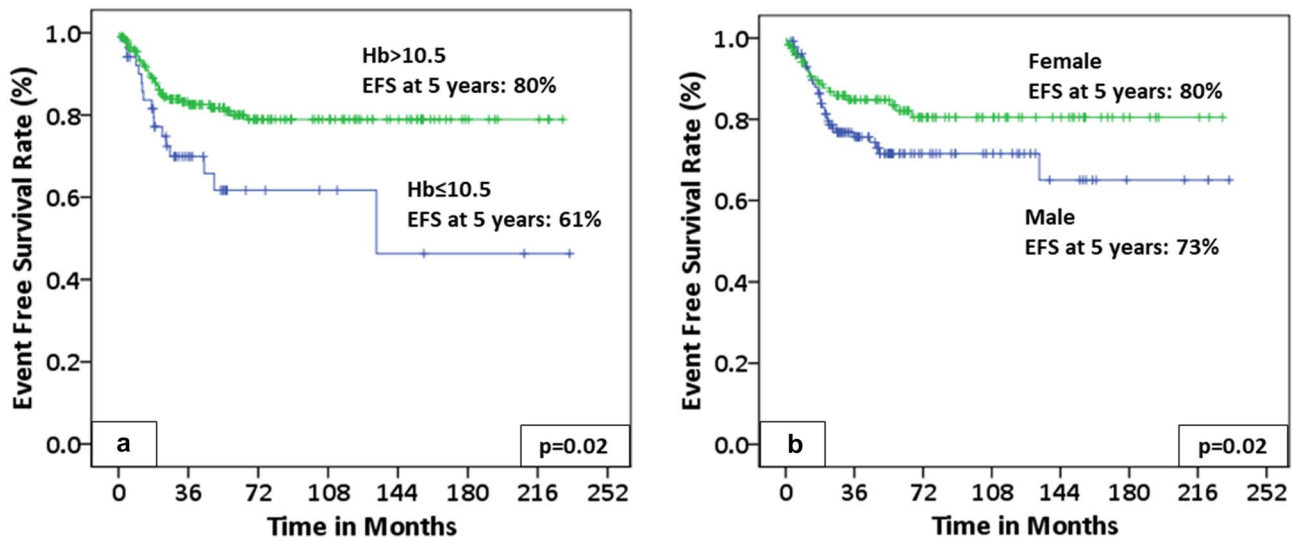 Event Free Survival Rate (%)
1.0
0.8
0.6
0.4
0.2
0.0
Hb>10.5
EFS at 5 years: 80%
Hb≤10.5
EFS at 5 years: 61%
a
p=0.02
0 36 72 108 144 180 216 252
Time in Months
Event Free Survival Rate (%)
1.0
0.8
0.6
0.4
0.2
0.0
Female
EFS at 5 years: 80%
Male
EFS at 5 years: 73%
b
p=0.02
0 36 72 108 144 180 216 252
Time in Months